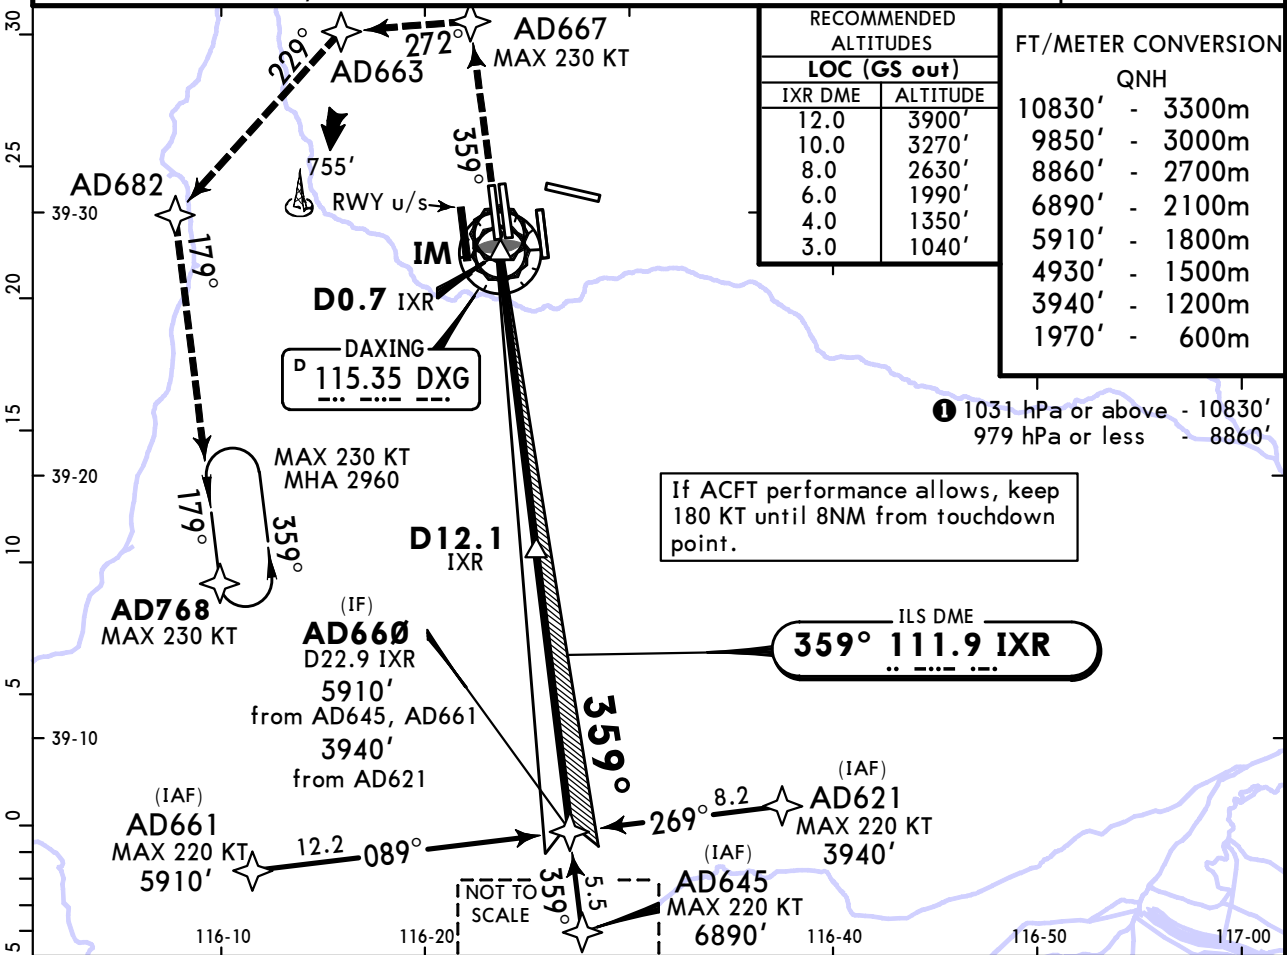 30
25
20
15
10
5
0
5
39-30
39-20
39-10
116-10
116-20
116-40
116-50
117-00
229°
272°
AD667
MAX 230 KT
AD663
359°
755'
RWY u/s
AD682
179°
IM
D0.7 IXR
DAXING
D
115.35 DXG
MAX 230 KT
MHA 2960
179°
359°
AD768
MAX 230 KT
D12.1
IXR
(IF)
AD66Ø
D22.9 IXR
5910'
from AD645, AD661
3940'
from AD621
359°
ILS DME
359° 111.9 IXR
(IAF)
AD661
MAX 220 KT
5910'
12.2
089°
269°
8.2
(IAF)
AD621
MAX 220 KT
3940'
NOT TO
SCALE
359°
5.5
(IAF)
AD645
MAX 220 KT
6890'
RECOMMENDED
ALTITUDES
LOC (GS out)
IXR DME ALTITUDE
12.0 3900'
10.0 3270'
8.0 2630'
6.0 1990'
4.0 1350'
3.0 1040'
FT/METER CONVERSION
QNH
10830' - 3300m
9850' - 3000m
8860' - 2700m
6890' - 2100m
5910' - 1800m
4930' - 1500m
3940' - 1200m
1970' - 600m
❶ 1031 hPa or above - 10830'
979 hPa or less - 8860'
If ACFT performance allows, keep
180 KT until 8NM from touchdown
point.